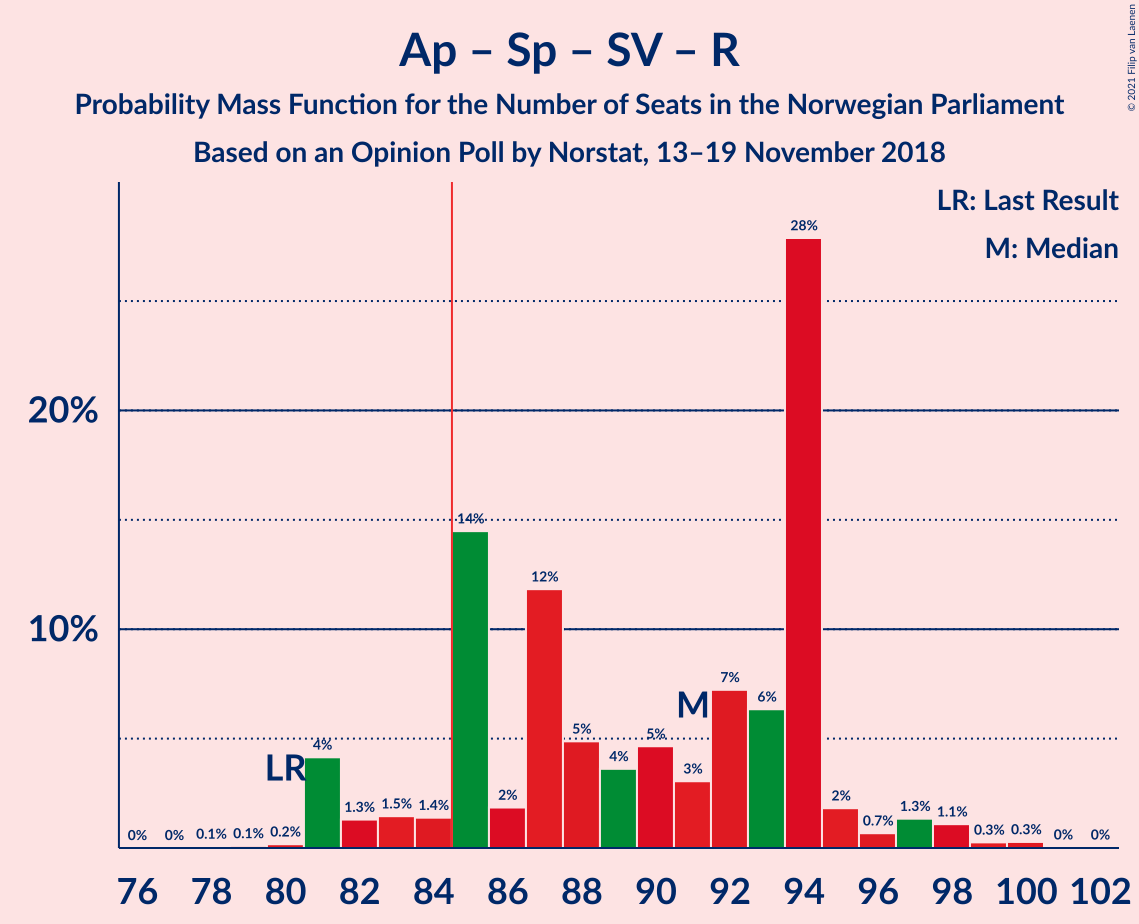 Ap – Sp – SV – R
Probability Mass Function for the Number of Seats in the Norwegian Parliament
Based on an Opinion Poll by Norstat, 13–19 November 2018
© 2021 Filip van Laenen
LR: Last Result
M: Median
20%
10%
LR
M
0% 0% 0.1% 0.1% 0.2% 4% 1.3% 1.5% 1.4% 14% 2% 12% 5% 4% 5% 3% 7% 6% 28% 2% 0.7% 1.3% 1.1% 0.3% 0.3% 0% 0%
76 78 80 82 84 86 88 90 92 94 96 98 100 102